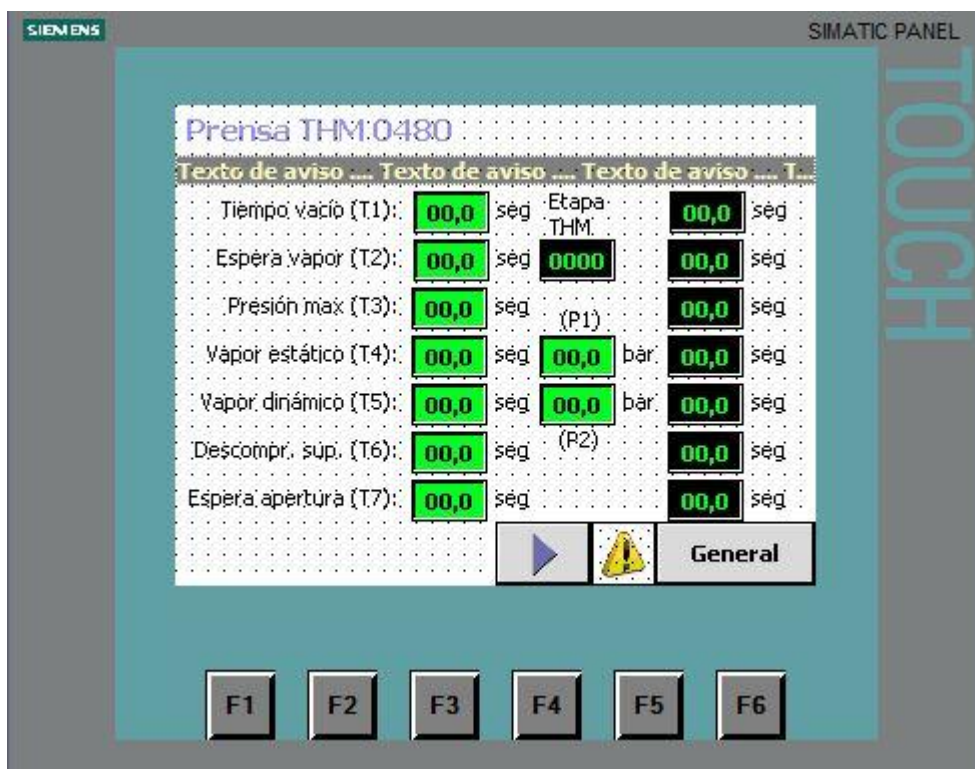 SIEMENS
SIMATIC PANEL
TOUCH
Prensa THM 0480
Texto de aviso .... Texto de aviso .... Texto de aviso .... T...
Tiempo vacío (T1): 00,0 seg Etapa THM 00,0 seg
Espera vapor (T2): 00,0 seg 0000 00,0 seg
Presión max (T3): 00,0 seg (P1) 00,0 seg
Vapor estático (T4): 00,0 seg 00,0 bar 00,0 seg
Vapor dinámico (T5): 00,0 seg 00,0 bar 00,0 seg
Descompr. sup. (T6): 00,0 seg (P2) 00,0 seg
Espera apertura (T7): 00,0 seg 00,0 seg
General
F1 F2 F3 F4 F5 F6